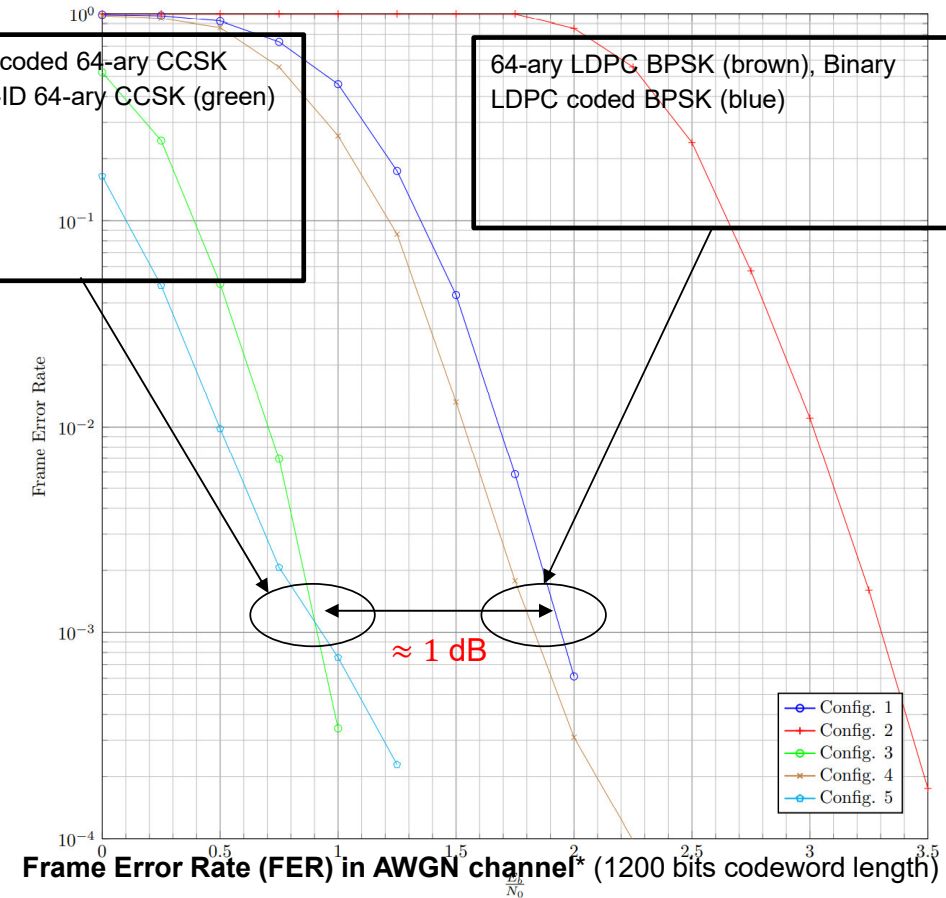 coded 64-ary CCSK
-ID 64-ary CCSK (green)
64-ary LDPC BPSK (brown), Binary
LDPC coded BPSK (blue)
10^0
10^-1
10^-2
10^-3
10^-4
Frame Error Rate
≈ 1 dB
Config. 1
Config. 2
Config. 3
Config. 4
Config. 5
0 0.5 1 1.5 2 2.5 3 3.5
Frame Error Rate (FER) in AWGN channel* (1200 bits codeword length)
E_b/N_0